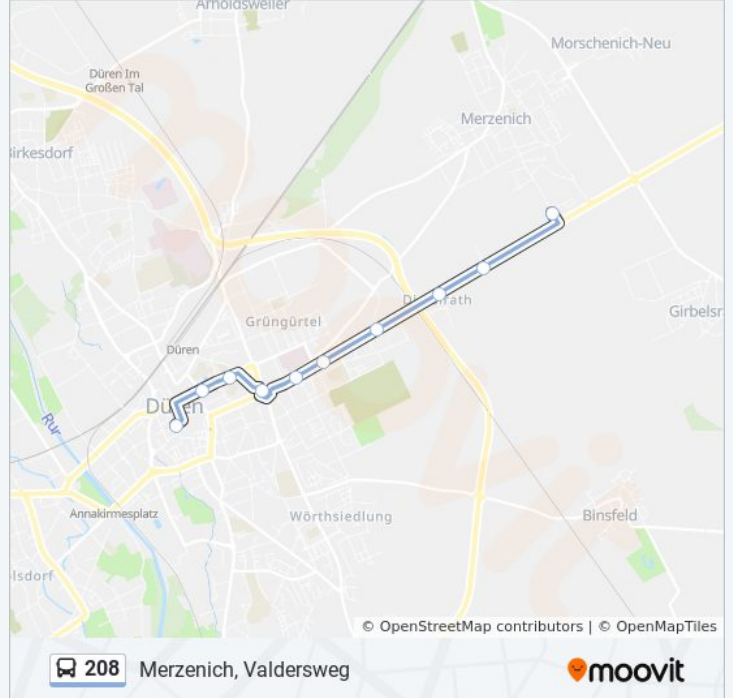 Arnoldsweiler
Morschenich-Neu
Düren Im
Großen Tal
Merzenich
Birkesdorf
Girbelsr
Grüngürtel
Düren
Düren
Rur
Annakirmesplatz
Wörthsiedlung
Binsfeld
lsdorf
© OpenStreetMap contributors | © OpenMapTiles
208 Merzenich, Valdersweg
moovit